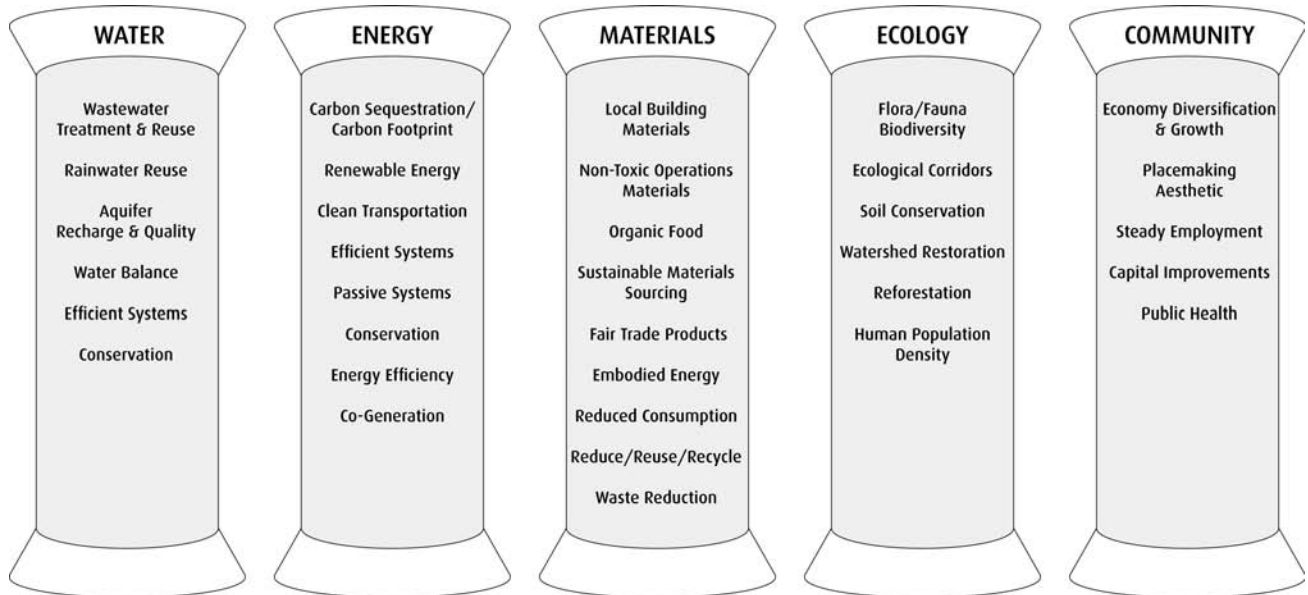 WATER
Wastewater
Treatment & Reuse
Rainwater Reuse
Aquifer
Recharge & Quality
Water Balance
Efficient Systems
Conservation
ENERGY
Carbon Sequestration/
Carbon Footprint
Renewable Energy
Clean Transportation
Efficient Systems
Passive Systems
Conservation
Energy Efficiency
Co-Generation
MATERIALS
Local Building
Materials
Non-Toxic Operations
Materials
Organic Food
Sustainable Materials
Sourcing
Fair Trade Products
Embodied Energy
Reduced Consumption
Reduce/Reuse/Recycle
Waste Reduction
ECOLOGY
Flora/Fauna
Biodiversity
Ecological Corridors
Soil Conservation
Watershed Restoration
Reforestation
Human Population
Density
COMMUNITY
Economy Diversification
& Growth
Placemaking
Aesthetic
Steady Employment
Capital Improvements
Public Health